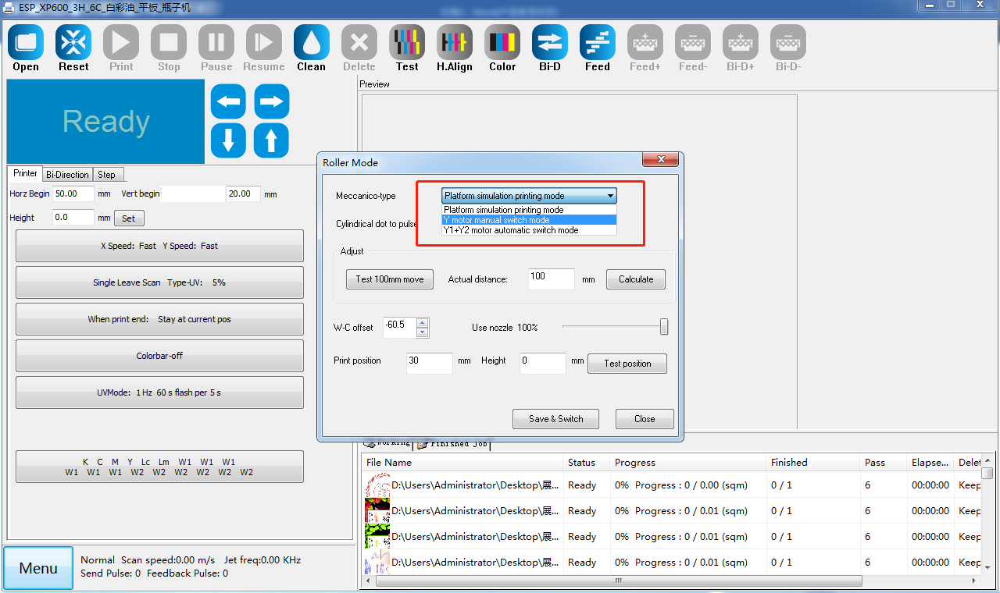 ESP_XP600_3H_6C_白彩油_平板_瓶子机
Open Reset Print Stop Pause Resume Clean Delete Test H.Align Color Bi-D Feed Feed+ Feed- Bi-D+ Bi-D-
Ready
Preview
Printer Bi-Direction Step
Horz Begin 50.00 mm Vert begin 20.00 mm
Height 0.0 mm Set
X Speed: Fast Y Speed: Fast
Single Leave Scan Type-UV: 5%
When print end: Stay at current pos
Colorbar-off
UVMode: 1 Hz 60 s flash per 5 s
K C M Y Lc Lm W1 W1 W1
W1 W1 W1 W2 W2 W2 W2 W2 W2
Menu
Normal Scan speed:0.00 m/s Jet freq:0.00 KHz
Send Pulse: 0 Feedback Pulse: 0
Roller Mode
Meccanico-type Platform simulation printing mode
Platform simulation printing mode
Y motor manual switch mode
Y1+Y2 motor automatic switch mode
Cylindrical dot to pulse
Adjust
Test 100mm move Actual distance: 100 mm Calculate
W-C offset -60.5 Use nozzle 100%
Print position 30 mm Height 0 mm Test position
Save & Switch Close
Working Finished Job
File Name Status Progress Finished Pass Elapse... Delet
D:\Users\Administrator\Desktop\展... Ready 0% Progress : 0 / 0.00 (sqm) 0 / 1 6 00:00:00 Keep
D:\Users\Administrator\Desktop\展... Ready 0% Progress : 0 / 0.01 (sqm) 0 / 1 6 00:00:00 Keep
D:\Users\Administrator\Desktop\展... Ready 0% Progress : 0 / 0.01 (sqm) 0 / 1 6 00:00:00 Keep
D:\Users\Administrator\Desktop\展... Ready 0% Progress : 0 / 0.01 (sqm) 0 / 1 6 00:00:00 Keep